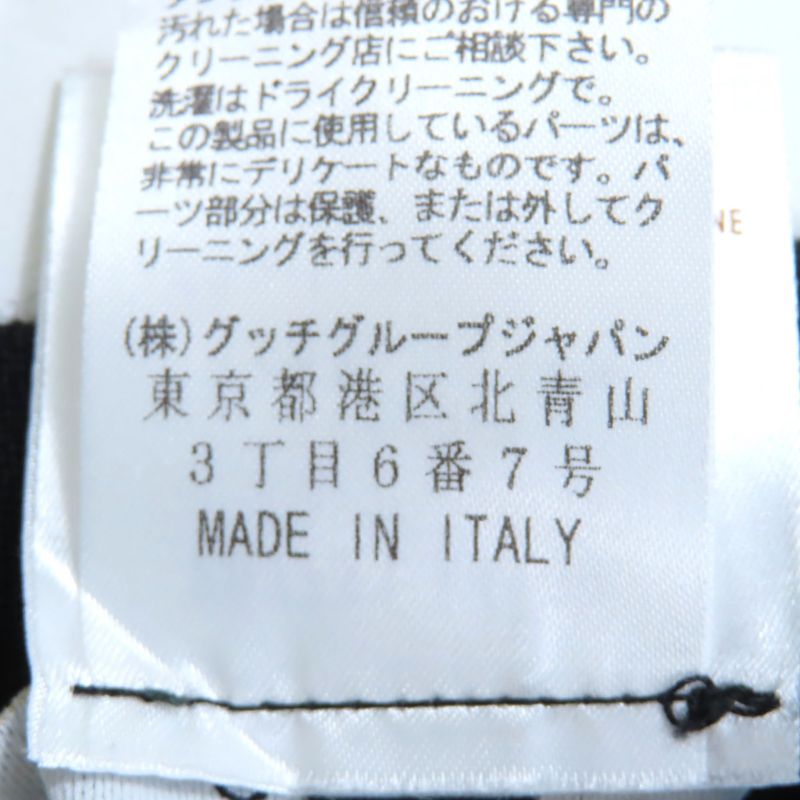 汚れた場合は信頼のおける専門の
クリーニング店にご相談下さい。
洗濯はドライクリーニングで。
この製品に使用しているパーツは、
非常にデリケートなものです。パ
ーツ部分は保護、または外してク
リーニングを行ってください。
(株)グッチグループジャパン
東京都港区北青山
3丁目6番7号
MADE IN ITALY
NE